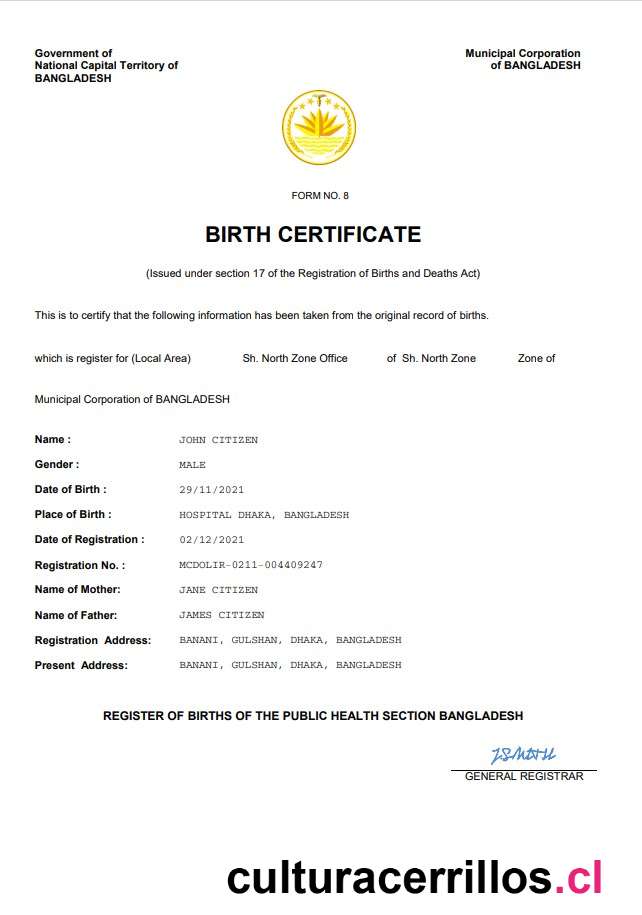 Government of
National Capital Territory of
BANGLADESH
Municipal Corporation
of BANGLADESH
FORM NO. 8
BIRTH CERTIFICATE
(Issued under section 17 of the Registration of Births and Deaths Act)
This is to certify that the following information has been taken from the original record of births.
which is register for (Local Area) Sh. North Zone Office of Sh. North Zone Zone of
Municipal Corporation of BANGLADESH
Name : JOHN CITIZEN
Gender : MALE
Date of Birth : 29/11/2021
Place of Birth : HOSPITAL DHAKA, BANGLADESH
Date of Registration : 02/12/2021
Registration No. : MCDOLIR-0211-004409247
Name of Mother: JANE CITIZEN
Name of Father: JAMES CITIZEN
Registration Address: BANANI, GULSHAN, DHAKA, BANGLADESH
Present Address: BANANI, GULSHAN, DHAKA, BANGLADESH
REGISTER OF BIRTHS OF THE PUBLIC HEALTH SECTION BANGLADESH
GENERAL REGISTRAR
culturacerrillos.cl